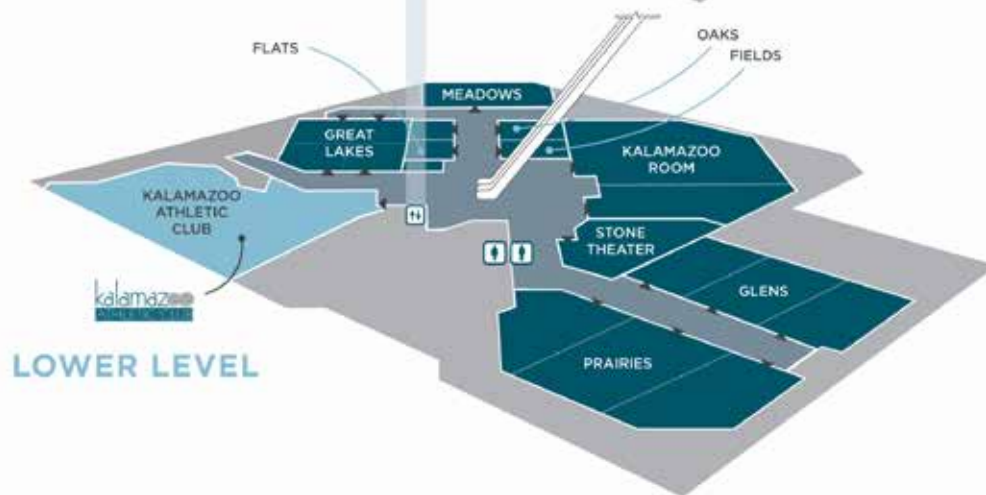 OAKS
FLATS
FIELDS
MEADOWS
GREAT
LAKES
KALAMAZOO
ROOM
KALAMAZOO
ATHLETIC
CLUB
STONE
THEATER
GLENS
kalamazoo
LOWER LEVEL
PRAIRIES